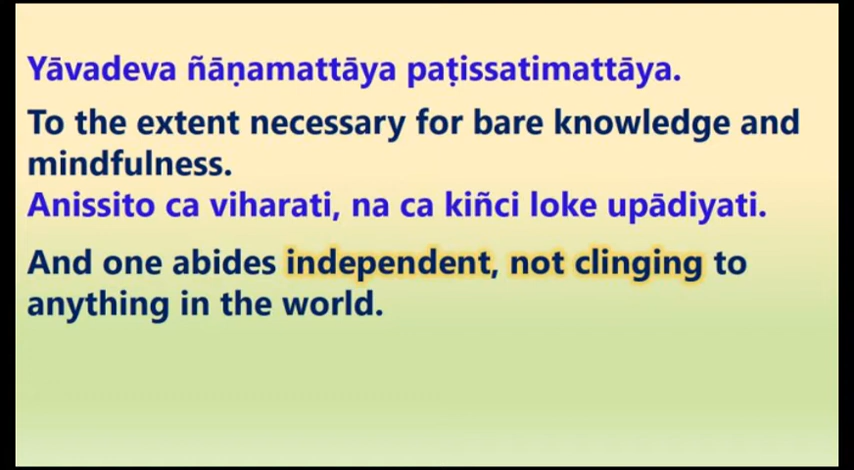 Yāvadeva ñāṇamattāya paṭissatimattāya.
To the extent necessary for bare knowledge and
mindfulness.
Anissito ca viharati, na ca kiñci loke upādiyati.
And one abides independent, not clinging to
anything in the world.